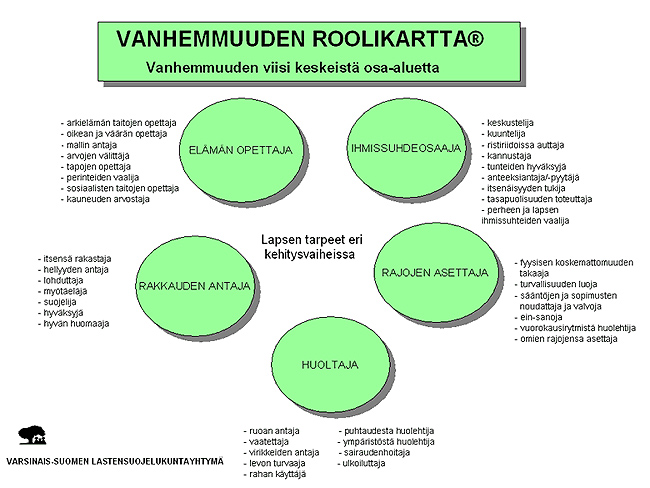 VANHEMMUUDEN ROOLIKARTTA®
Vanhemmuuden viisi keskeistä osa-aluetta
- arkielämän taitojen opettaja
- oikean ja väärän opettaja
- mallin antaja
- arvojen välittäjä
- tapojen opettaja
- perinteiden vaalija
- sosiaalisten taitojen opettaja
- kauneuden arvostaja
ELÄMÄN OPETTAJA
IHMISSUHDEOSAAJA
- keskustelija
- kuuntelija
- ristiriidoissa auttaja
- kannustaja
- tunteiden hyväksyjä
- anteeksiantaja/-pyytäjä
- itsenäisyyden tukija
- tasapuolisuuden toteuttaja
- perheen ja lapsen
ihmissuhteiden vaalija
Lapsen tarpeet eri
kehitysvaiheissa
- itsensä rakastaja
- hellyyden antaja
- lohduttaja
- myötäeläjä
- suojelija
- hyväksyjä
- hyvän huomaaja
RAKKAUDEN ANTAJA
RAJOJEN ASETTAJA
- fyysisen koskemattomuuden
takaaja
- turvallisuuden luoja
- sääntöjen ja sopimusten
noudattaja ja valvoja
- ein-sanoja
- vuorokausirytmistä huolehtija
- omien rajojensa asettaja
HUOLTAJA
- ruoan antaja
- vaatettaja
- virikkeiden antaja
- levon turvaaja
- rahan käyttäjä
- puhtaudesta huolehtija
- ympäristöstä huolehtija
- sairaudenhoitaja
- ulkoiluttaja
VARSINAIS-SUOMEN LASTENSUOJELUKUNTAYHTYMÄ